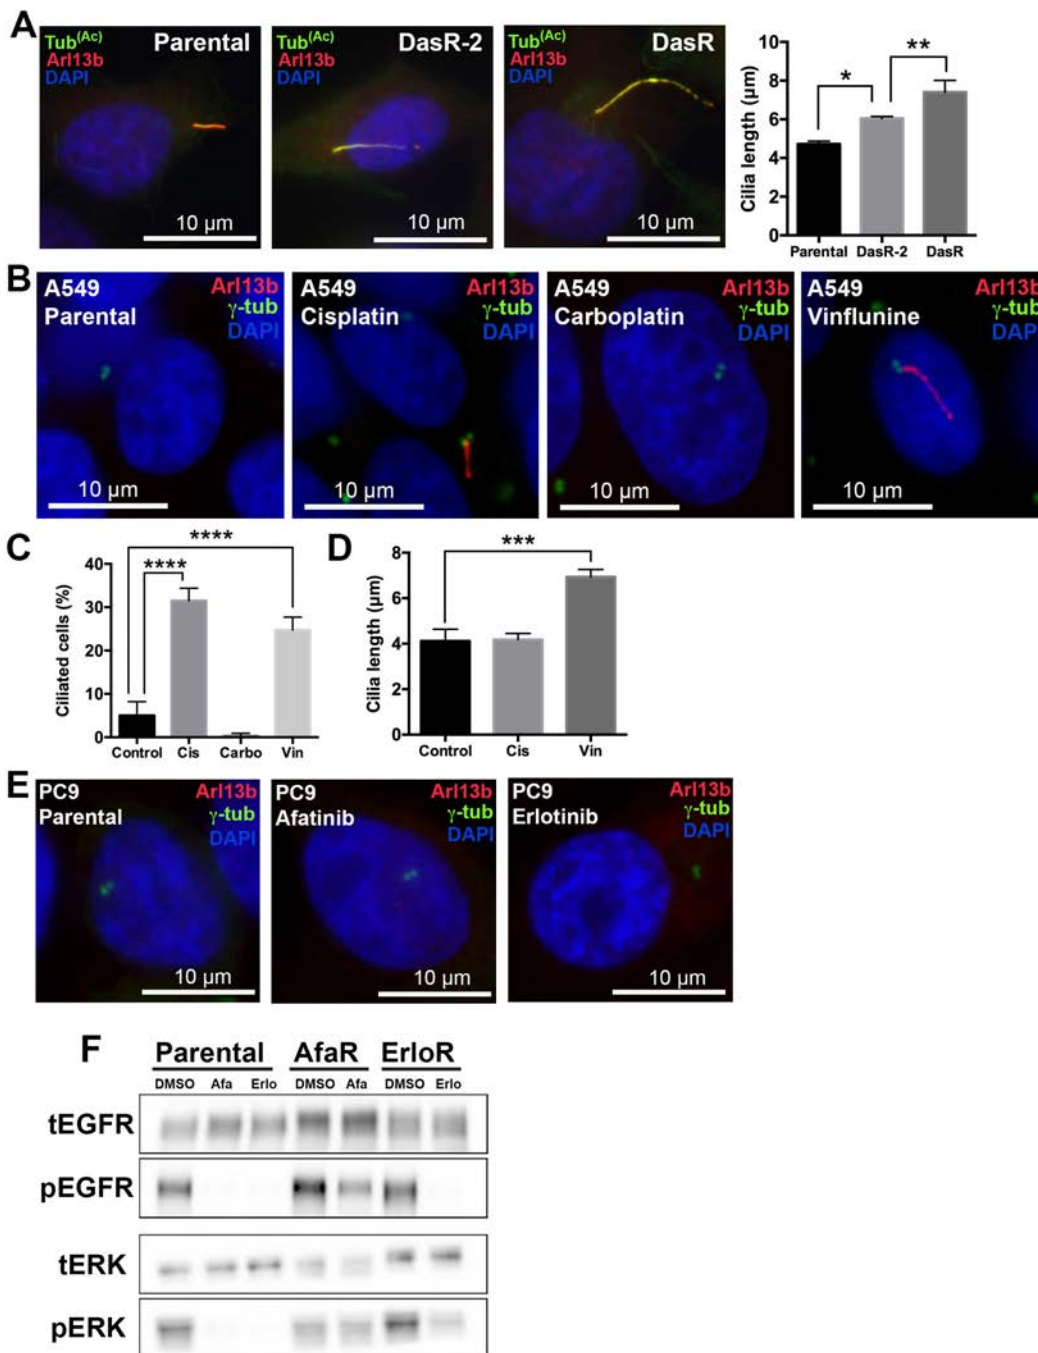 A
Tub(Ac)
Arl13b
DAPI
Parental
10 µm
Tub(Ac)
Arl13b
DAPI
DasR-2
10 µm
Tub(Ac)
Arl13b
DAPI
DasR
10 µm
Cilia length (µm)
10
8
6
4
2
0
*
**
Parental DasR-2 DasR
B
A549
Parental
Arl13b
γ-tub
DAPI
10 µm
A549
Cisplatin
Arl13b
γ-tub
DAPI
10 µm
A549
Carboplatin
Arl13b
γ-tub
DAPI
10 µm
A549
Vinflunine
Arl13b
γ-tub
DAPI
10 µm
C
Ciliated cells (%)
40
30
20
10
0
****
****
Control Cis Carbo Vin
D
Cilia length (µm)
8
6
4
2
0
***
Control Cis Vin
E
PC9
Parental
Arl13b
γ-tub
DAPI
10 µm
PC9
Afatinib
Arl13b
γ-tub
DAPI
10 µm
PC9
Erlotinib
Arl13b
γ-tub
DAPI
10 µm
F
Parental AfaR ErloR
DMSO Afa Erlo DMSO Afa DMSO Erlo
tEGFR
pEGFR
tERK
pERK